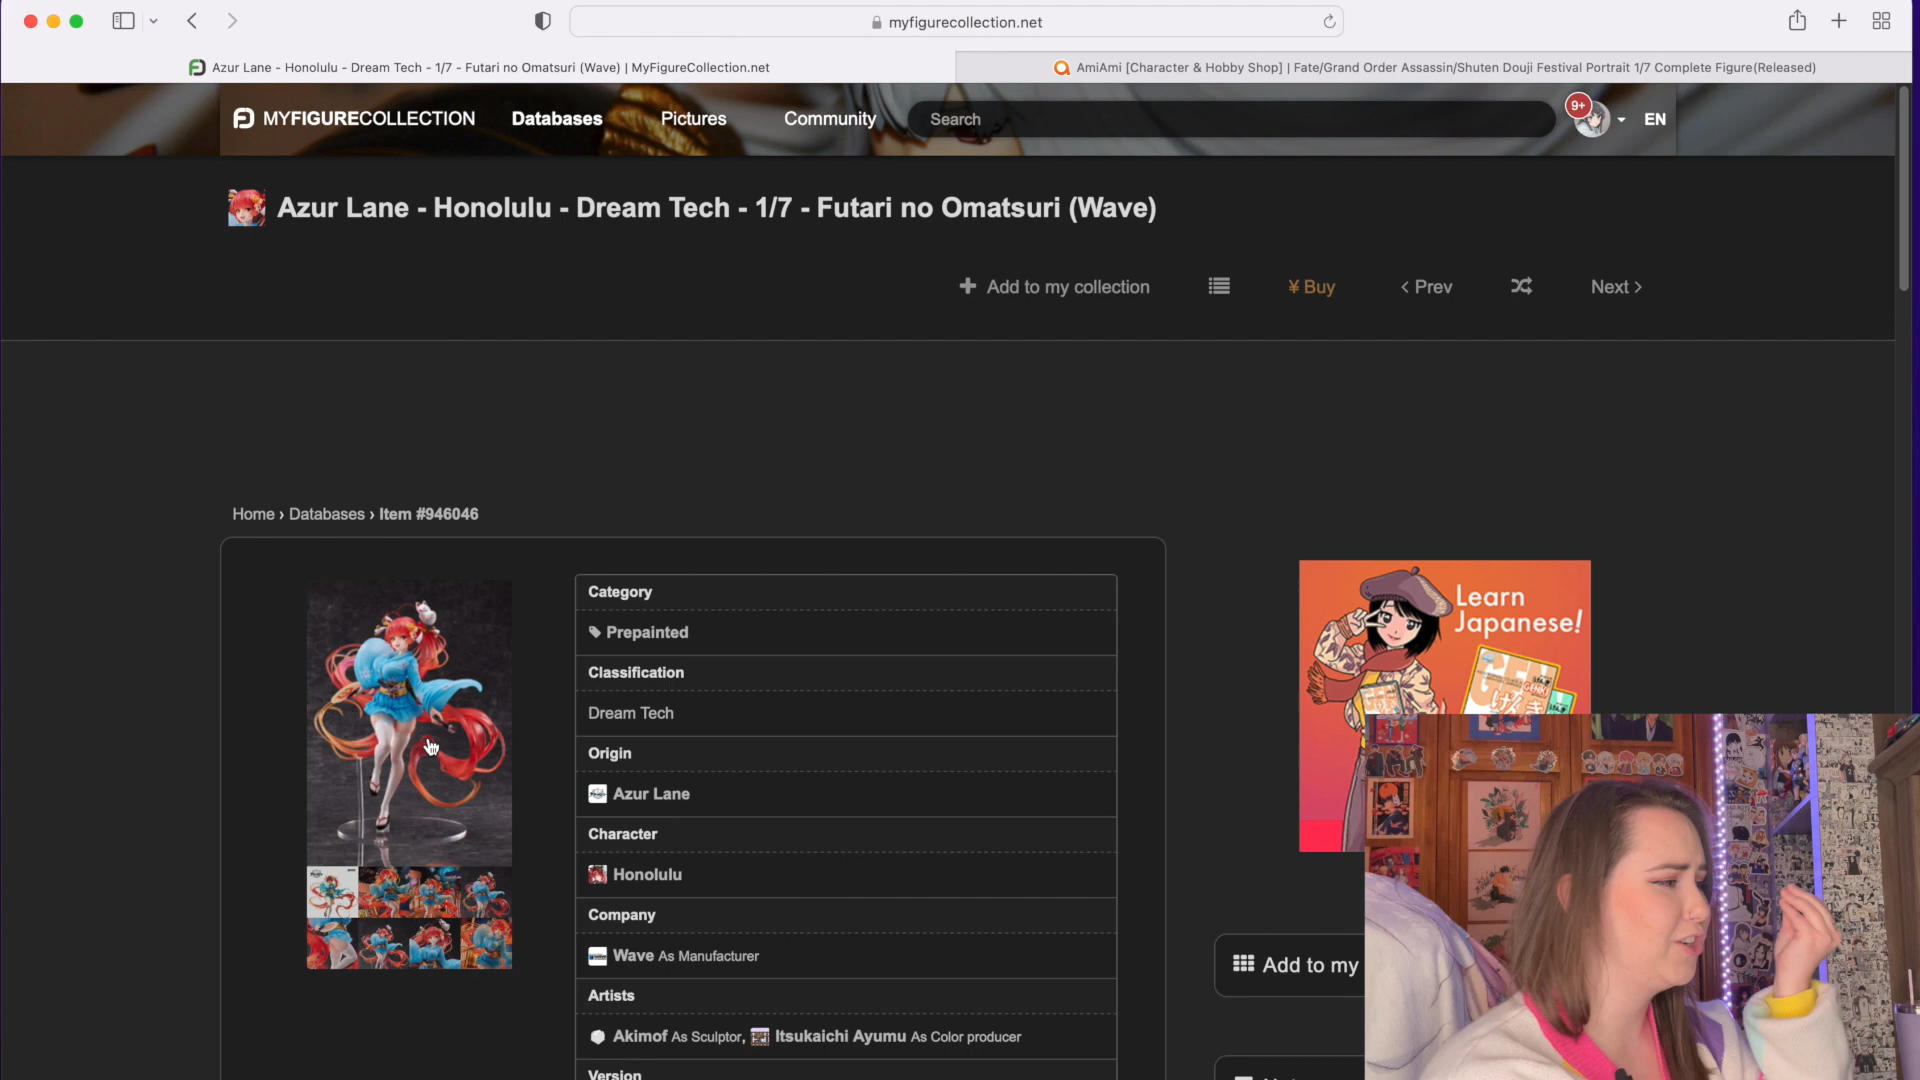 myfigurecollection.net
Azur Lane - Honolulu - Dream Tech - 1/7 - Futari no Omatsuri (Wave) | MyFigureCollection.net
AmiAmi [Character & Hobby Shop] | Fate/Grand Order Assassin/Shuten Douji Festival Portrait 1/7 Complete Figure(Released)
MYFIGURECOLLECTION
Databases
Pictures
Community
Search
9+
EN
Azur Lane - Honolulu - Dream Tech - 1/7 - Futari no Omatsuri (Wave)
Add to my collection
¥ Buy
‹ Prev
Next ›
Home › Databases › Item #946046
Category
Prepainted
Classification
Dream Tech
Origin
Azur Lane
Character
Honolulu
Company
Wave As Manufacturer
Artists
Akimof As Sculptor, Itsukaichi Ayumu As Color producer
Version
Learn
Japanese!
GENKI
げんき
Add to my